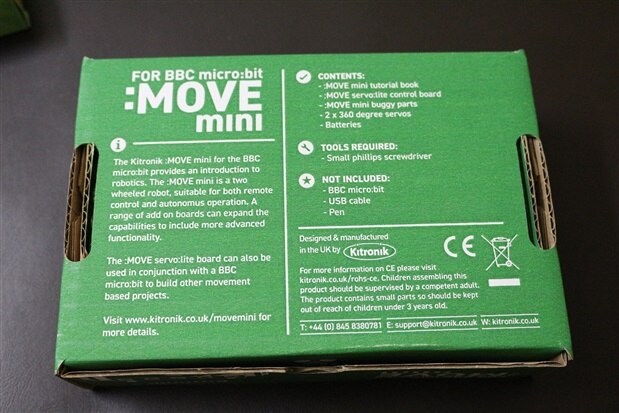 FOR BBC micro:bit
:MOVE
mini
i
The Kitronik :MOVE mini for the BBC
micro:bit provides an introduction to
robotics. The :MOVE mini is a two
wheeled robot, suitable for both remote
control and autonomus operation. A
range of add on boards can expand the
capabilities to include more advanced
functionality.
The :MOVE servo:lite board can also be
used in conjunction with a BBC
micro:bit to build other movement
based projects.
Visit www.kitronik.co.uk/movemini for
more details.
CONTENTS:
- :MOVE mini tutorial book
- :MOVE servo:lite control board
- :MOVE mini buggy parts
- 2 x 360 degree servos
- Batteries
TOOLS REQUIRED:
- Small phillips screwdriver
NOT INCLUDED:
- BBC micro:bit
- USB cable
- Pen
Designed & manufactured
in the UK by Kitronik
CE
For more information on CE please visit
kitronik.co.uk/rohs-ce. Children assembling this
product should be supervised by a competent adult.
The product contains small parts so should be kept
out of reach of children under 3 years old.
T: +44 (0) 845 8380781 E: support@kitronik.co.uk W: kitronik.co.uk